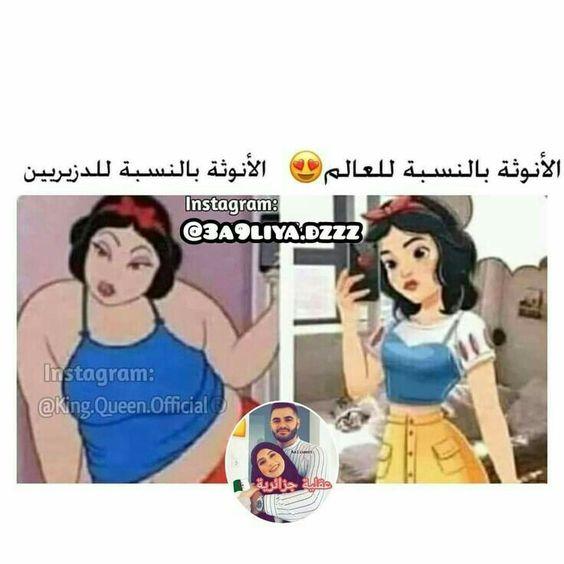 الأنوثة بالنسبة للعالم😍
الأنوثة بالنسبة للدزيريين
Instagram:
@3A9LIYA.DZZZ
Instagram:
@King.Queen.Official
عقلية جزائرية